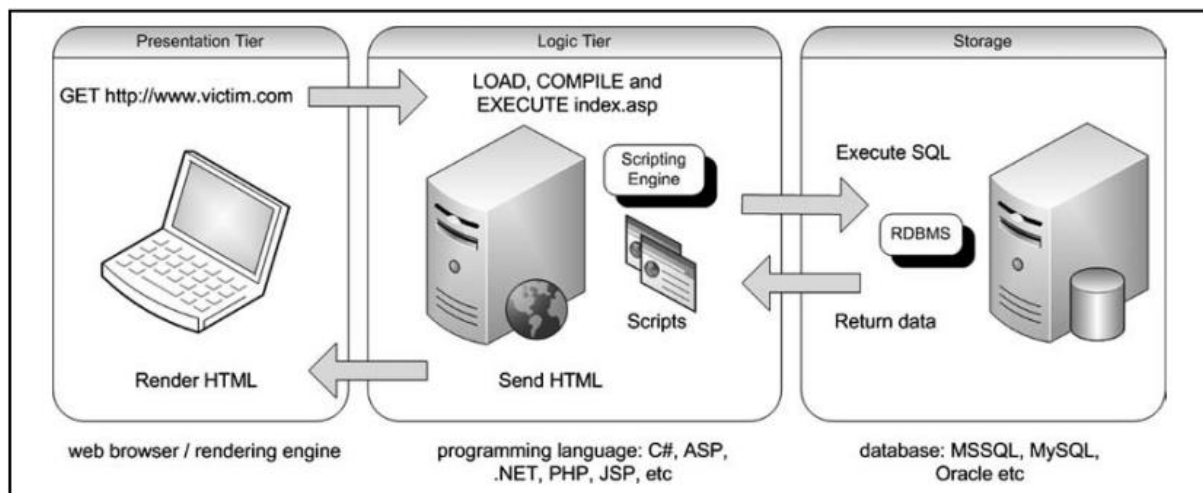 Presentation Tier
GET http://www.victim.com
Render HTML
web browser / rendering engine
Logic Tier
LOAD, COMPILE and
EXECUTE index.asp
Scripting
Engine
Scripts
Send HTML
programming language: C#, ASP,
.NET, PHP, JSP, etc
Storage
Execute SQL
RDBMS
Return data
database: MSSQL, MySQL,
Oracle etc